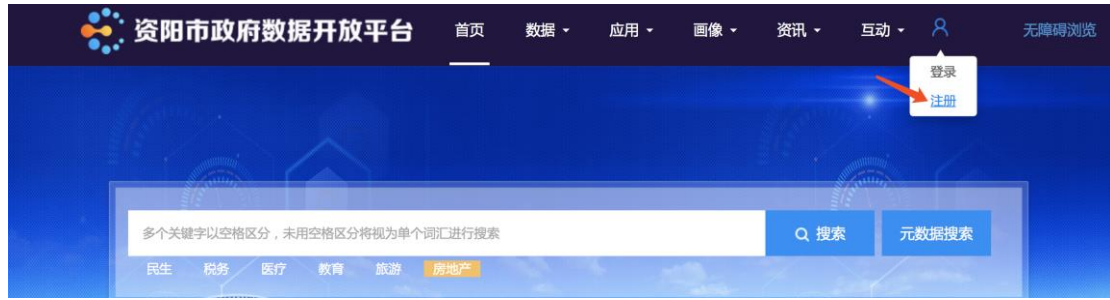 资阳市政府数据开放平台 首页 数据 应用 画像 资讯 互动 无障碍浏览
登录
注册
多个关键字以空格区分，未用空格区分将视为单个词汇进行搜索 搜索 元数据搜索
民生 税务 医疗 教育 旅游 房地产